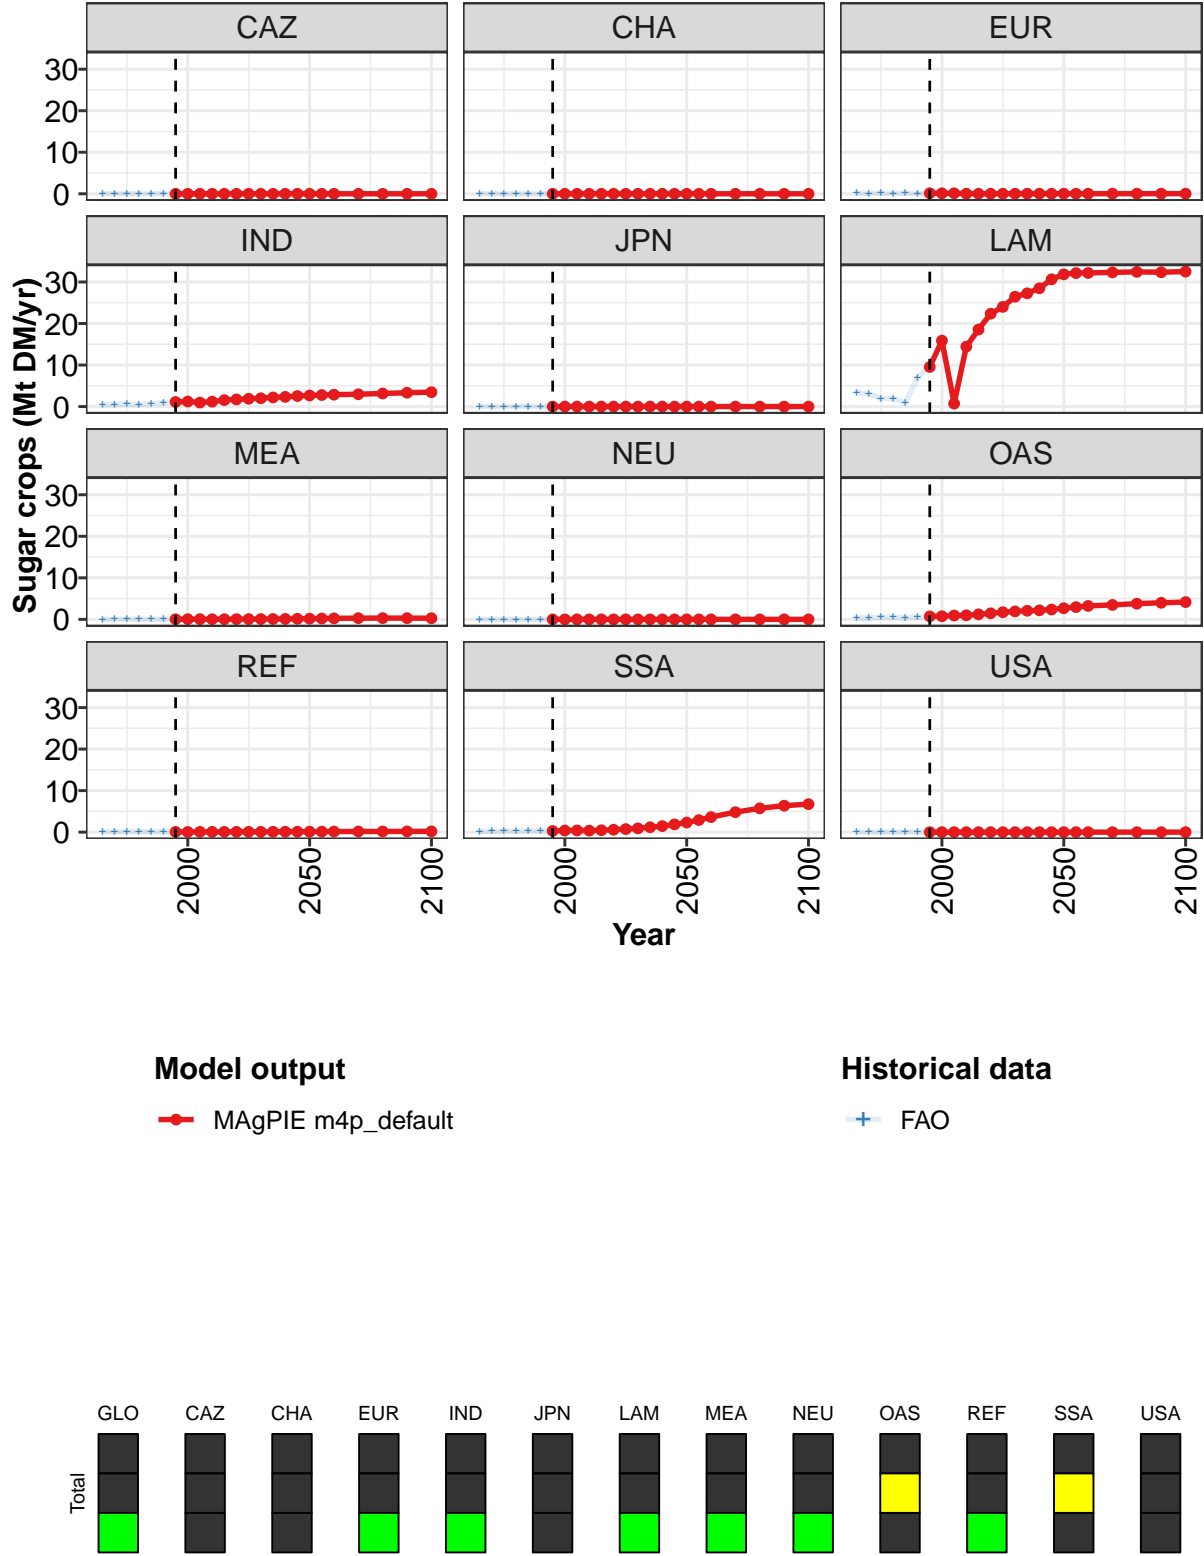 CAZ CHA EUR
30
20
10
0
IND JPN LAM
30
20
10
0
MEA NEU OAS
30
20
10
0
REF SSA USA
30
20
10
0
Sugar crops (Mt DM/yr)
2000 2050 2100 2000 2050 2100 2000 2050 2100
Year
Model output Historical data
MAgPIE m4p_default FAO
GLO CAZ CHA EUR IND JPN LAM MEA NEU OAS REF SSA USA
Total